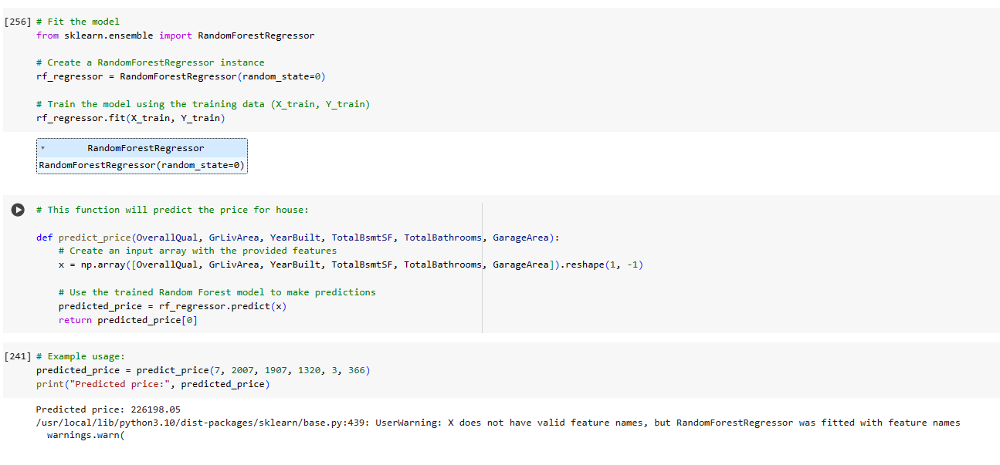 [256] # Fit the model
from sklearn.ensemble import RandomForestRegressor
# Create a RandomForestRegressor instance
rf_regressor = RandomForestRegressor(random_state=0)
# Train the model using the training data (X_train, Y_train)
rf_regressor.fit(X_train, Y_train)
RandomForestRegressor
RandomForestRegressor(random_state=0)
# This function will predict the price for house:
def predict_price(OverallQual, GrLivArea, YearBuilt, TotalBsmtSF, TotalBathrooms, GarageArea):
    # Create an input array with the provided features
    x = np.array([OverallQual, GrLivArea, YearBuilt, TotalBsmtSF, TotalBathrooms, GarageArea]).reshape(1, -1)
    # Use the trained Random Forest model to make predictions
    predicted_price = rf_regressor.predict(x)
    return predicted_price[0]
[241] # Example usage:
predicted_price = predict_price(7, 2007, 1907, 1320, 3, 366)
print("Predicted price:", predicted_price)
Predicted price: 226198.05
/usr/local/lib/python3.10/dist-packages/sklearn/base.py:439: UserWarning: X does not have valid feature names, but RandomForestRegressor was fitted with feature names
  warnings.warn(